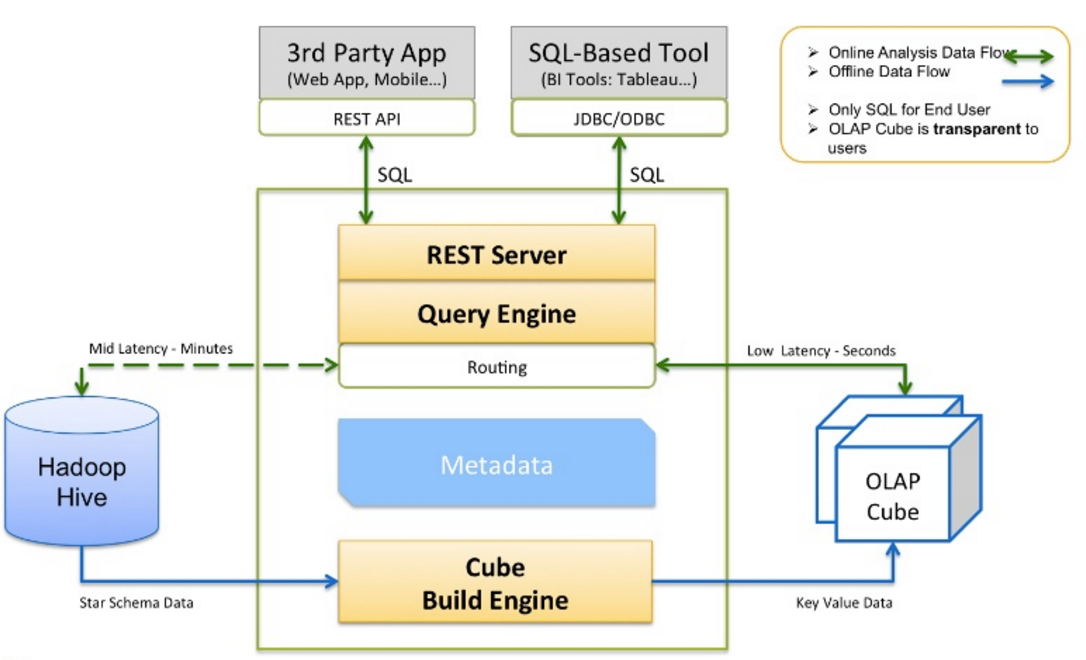 3rd Party App
(Web App, Mobile...)
REST API
SQL-Based Tool
(BI Tools: Tableau...)
JDBC/ODBC
➢ Online Analysis Data Flow
➢ Offline Data Flow
➢ Only SQL for End User
➢ OLAP Cube is transparent to
users
SQL
SQL
REST Server
Query Engine
Routing
Mid Latency - Minutes
Low Latency - Seconds
Hadoop
Hive
Metadata
OLAP
Cube
Cube
Build Engine
Star Schema Data
Key Value Data